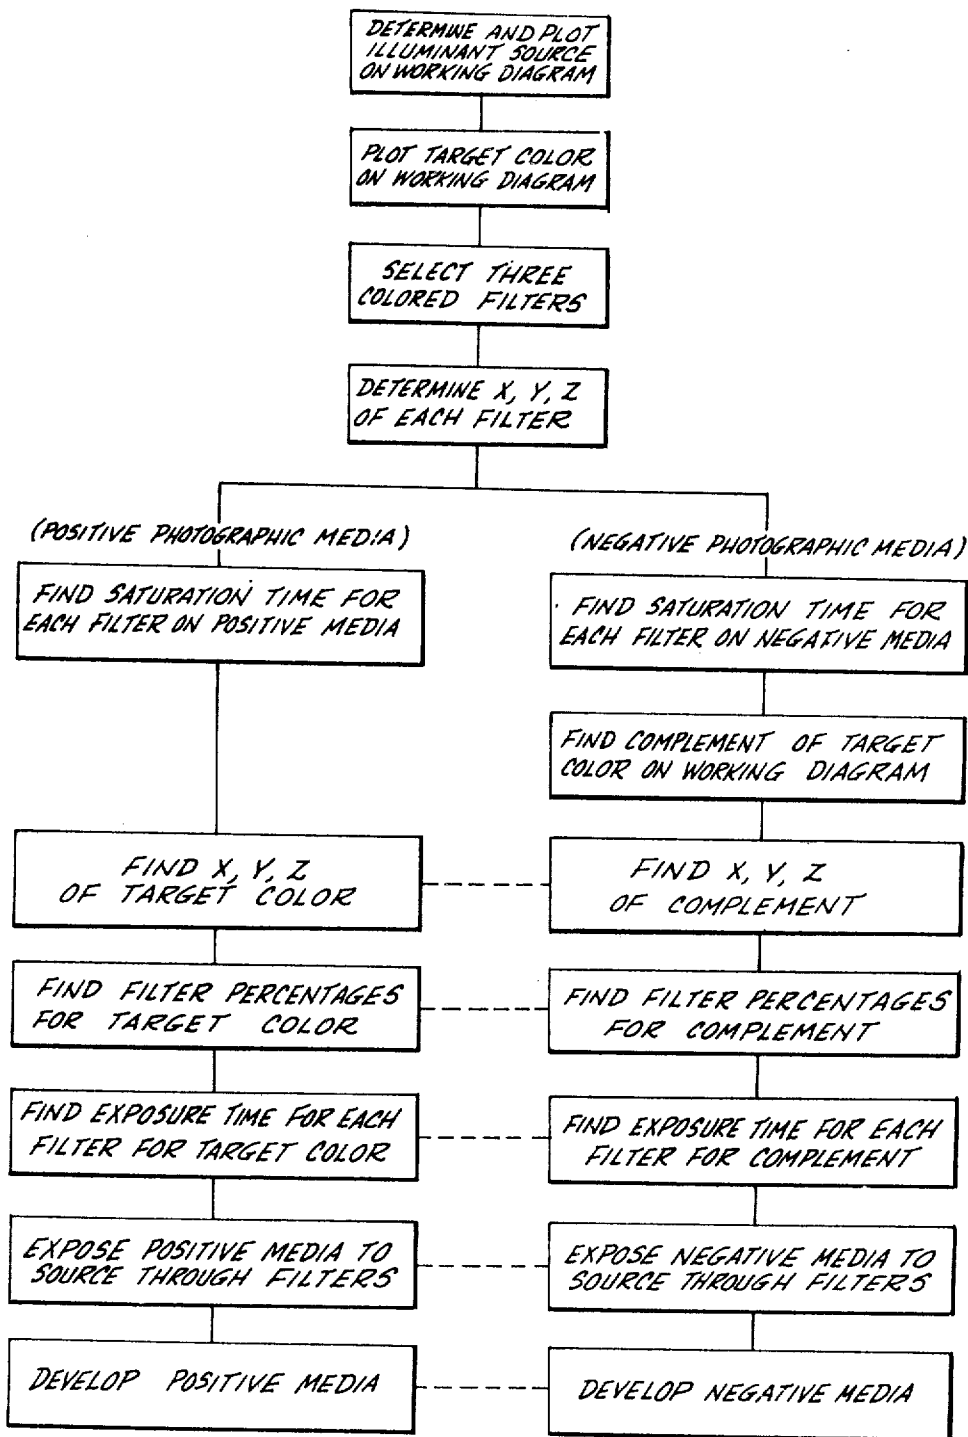 DETERMINE AND PLOT
ILLUMINANT SOURCE
ON WORKING DIAGRAM
PLOT TARGET COLOR
ON WORKING DIAGRAM
SELECT THREE
COLORED FILTERS
DETERMINE X, Y, Z
OF EACH FILTER
(POSITIVE PHOTOGRAPHIC MEDIA)
FIND SATURATION TIME FOR
EACH FILTER ON POSITIVE MEDIA
(NEGATIVE PHOTOGRAPHIC MEDIA)
FIND SATURATION TIME FOR
EACH FILTER ON NEGATIVE MEDIA
FIND COMPLEMENT OF TARGET
COLOR ON WORKING DIAGRAM
FIND X, Y, Z
OF TARGET COLOR
FIND X, Y, Z
OF COMPLEMENT
FIND FILTER PERCENTAGES
FOR TARGET COLOR
FIND FILTER PERCENTAGES
FOR COMPLEMENT
FIND EXPOSURE TIME FOR EACH
FILTER FOR TARGET COLOR
FIND EXPOSURE TIME FOR EACH
FILTER FOR COMPLEMENT
EXPOSE POSITIVE MEDIA TO
SOURCE THROUGH FILTERS
EXPOSE NEGATIVE MEDIA TO
SOURCE THROUGH FILTERS
DEVELOP POSITIVE MEDIA
DEVELOP NEGATIVE MEDIA